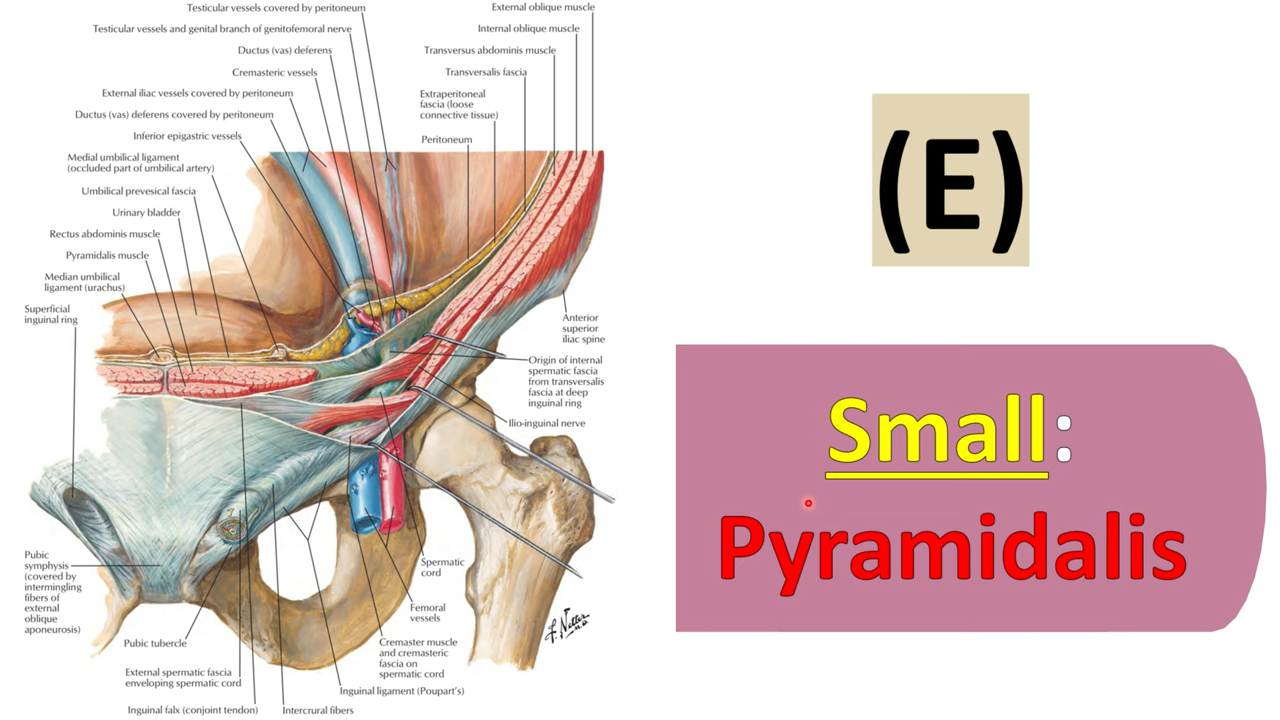 Testicular vessels covered by peritoneum
Testicular vessels and genital branch of genitofemoral nerve
Ductus (vas) deferens
Cremasteric vessels
External iliac vessels covered by peritoneum
Ductus (vas) deferens covered by peritoneum
Inferior epigastric vessels
Medial umbilical ligament
(occluded part of umbilical artery)
Umbilical prevesical fascia
Urinary bladder
Rectus abdominis muscle
Pyramidalis muscle
Median umbilical
ligament (urachus)
Superficial
inguinal ring
External oblique muscle
Internal oblique muscle
Transversus abdominis muscle
Transversalis fascia
Extraperitoneal
fascia (loose
connective tissue)
Peritoneum
Anterior
superior
iliac spine
Origin of internal
spermatic fascia
from transversalis
fascia at deep
inguinal ring
Ilio-inguinal nerve
Pubic
symphysis
(covered by
intermingling
fibers of
external
oblique
aponeurosis)
Pubic tubercle
External spermatic fascia
enveloping spermatic cord
Inguinal falx (conjoint tendon)
Intercrural fibers
Inguinal ligament (Poupart's)
Cremaster muscle
and cremasteric
fascia on
spermatic cord
Femoral
vessels
Spermatic
cord
F. Netter
M.D.
(E)
Small:
Pyramidalis